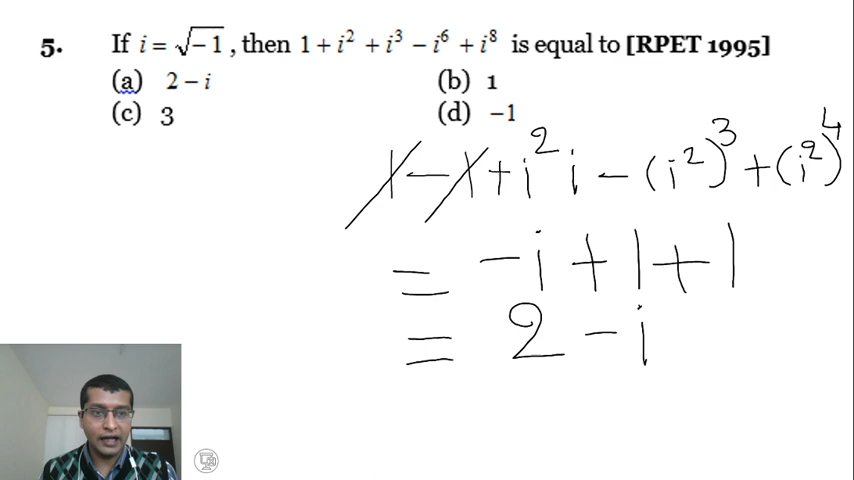 5. If i = √−1, then 1 + i² + i³ − i⁶ + i⁸ is equal to [RPET 1995]
(a) 2 − i (b) 1
(c) 3 (d) −1
1 − 1 + i² i − (i²)³ + (i²)⁴
= − i + 1 + 1
= 2 − i